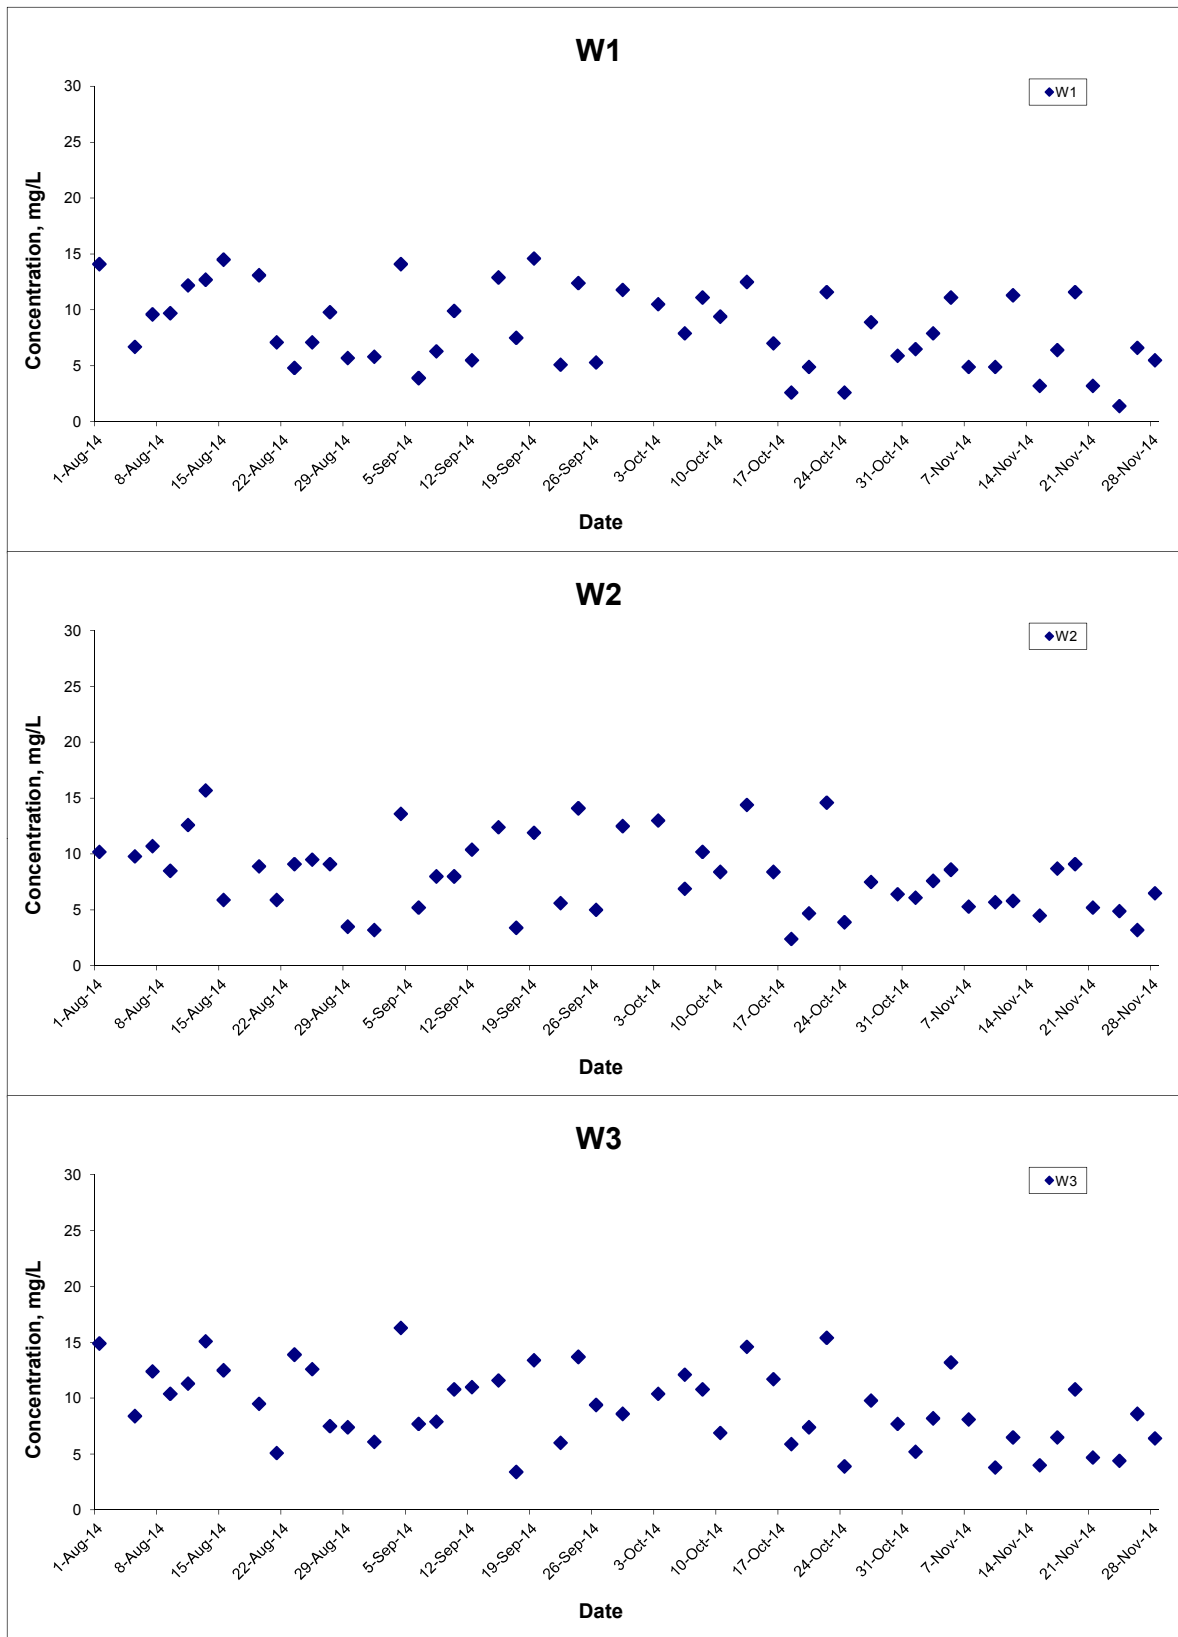 W1
W1
30
25
20
15
10
5
0
Concentration, mg/L
1-Aug-14 8-Aug-14 15-Aug-14 22-Aug-14 29-Aug-14 5-Sep-14 12-Sep-14 19-Sep-14 26-Sep-14 3-Oct-14 10-Oct-14 17-Oct-14 24-Oct-14 31-Oct-14 7-Nov-14 14-Nov-14 21-Nov-14 28-Nov-14
Date
W2
W2
30
25
20
15
10
5
0
Concentration, mg/L
1-Aug-14 8-Aug-14 15-Aug-14 22-Aug-14 29-Aug-14 5-Sep-14 12-Sep-14 19-Sep-14 26-Sep-14 3-Oct-14 10-Oct-14 17-Oct-14 24-Oct-14 31-Oct-14 7-Nov-14 14-Nov-14 21-Nov-14 28-Nov-14
Date
W3
W3
30
25
20
15
10
5
0
Concentration, mg/L
1-Aug-14 8-Aug-14 15-Aug-14 22-Aug-14 29-Aug-14 5-Sep-14 12-Sep-14 19-Sep-14 26-Sep-14 3-Oct-14 10-Oct-14 17-Oct-14 24-Oct-14 31-Oct-14 7-Nov-14 14-Nov-14 21-Nov-14 28-Nov-14
Date